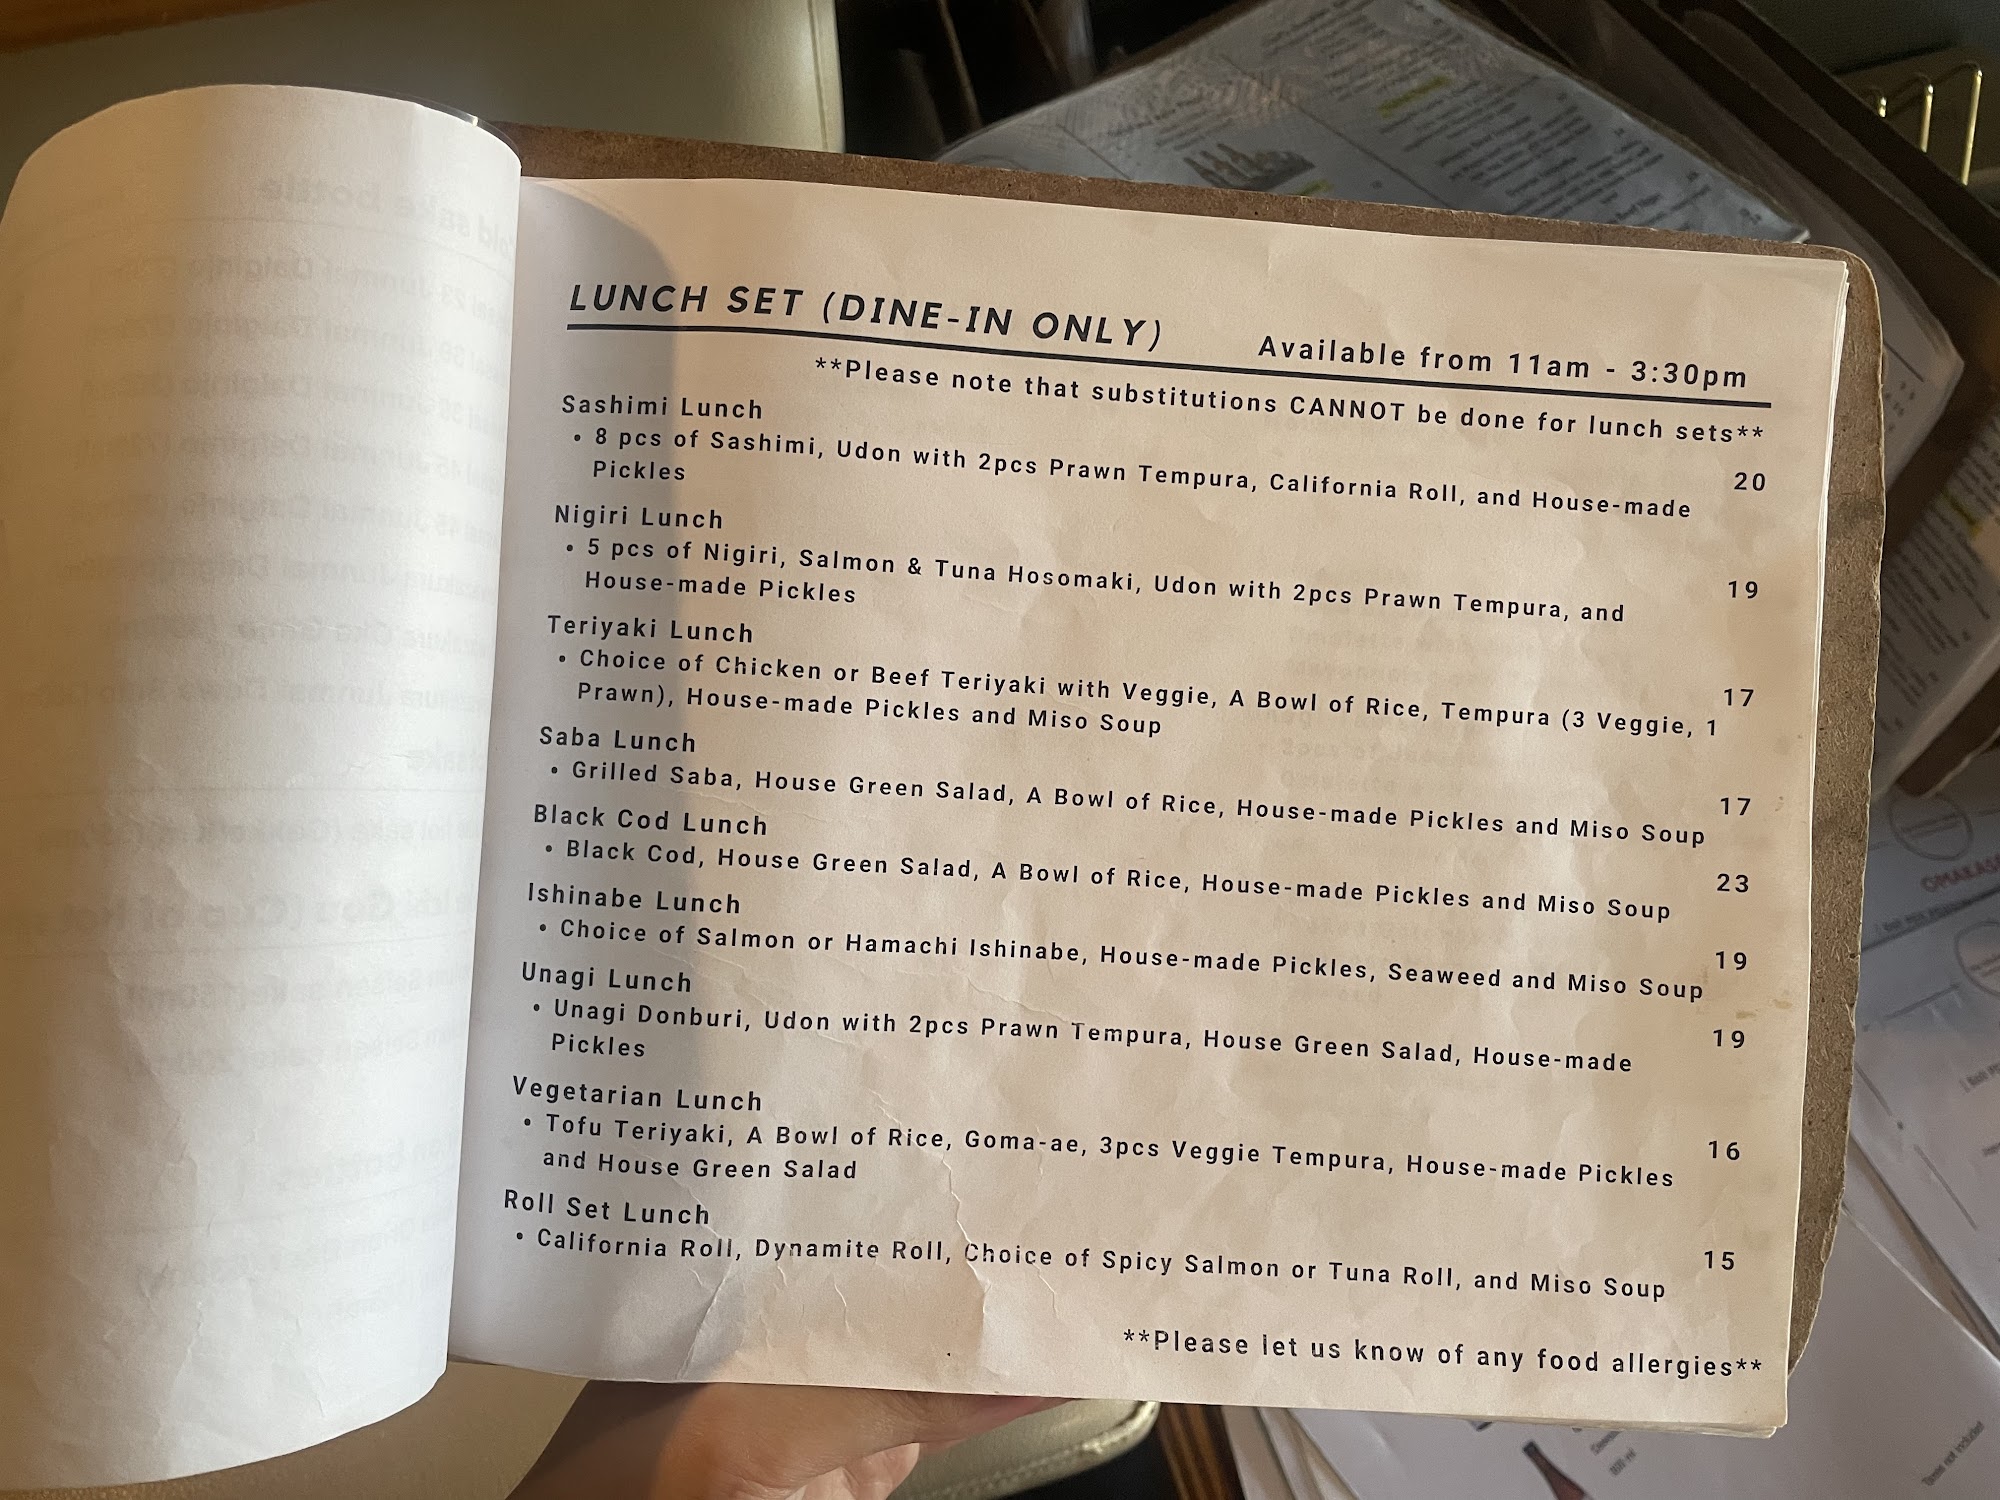 LUNCH SET (DINE-IN ONLY) Available from 11am - 3:30pm
**Please note that substitutions CANNOT be done for lunch sets**
Sashimi Lunch 20
• 8 pcs of Sashimi, Udon with 2pcs Prawn Tempura, California Roll, and House-made
Pickles
Nigiri Lunch 19
• 5 pcs of Nigiri, Salmon & Tuna Hosomaki, Udon with 2pcs Prawn Tempura, and
House-made Pickles
Teriyaki Lunch 17
• Choice of Chicken or Beef Teriyaki with Veggie, A Bowl of Rice, Tempura (3 Veggie, 1
Prawn), House-made Pickles and Miso Soup
Saba Lunch 17
• Grilled Saba, House Green Salad, A Bowl of Rice, House-made Pickles and Miso Soup
Black Cod Lunch 23
• Black Cod, House Green Salad, A Bowl of Rice, House-made Pickles and Miso Soup
Ishinabe Lunch 19
• Choice of Salmon or Hamachi Ishinabe, House-made Pickles, Seaweed and Miso Soup
Unagi Lunch 19
• Unagi Donburi, Udon with 2pcs Prawn Tempura, House Green Salad, House-made
Pickles
Vegetarian Lunch 16
• Tofu Teriyaki, A Bowl of Rice, Goma-ae, 3pcs Veggie Tempura, House-made Pickles
and House Green Salad
Roll Set Lunch 15
• California Roll, Dynamite Roll, Choice of Spicy Salmon or Tuna Roll, and Miso Soup
**Please let us know of any food allergies**
Taxes not included